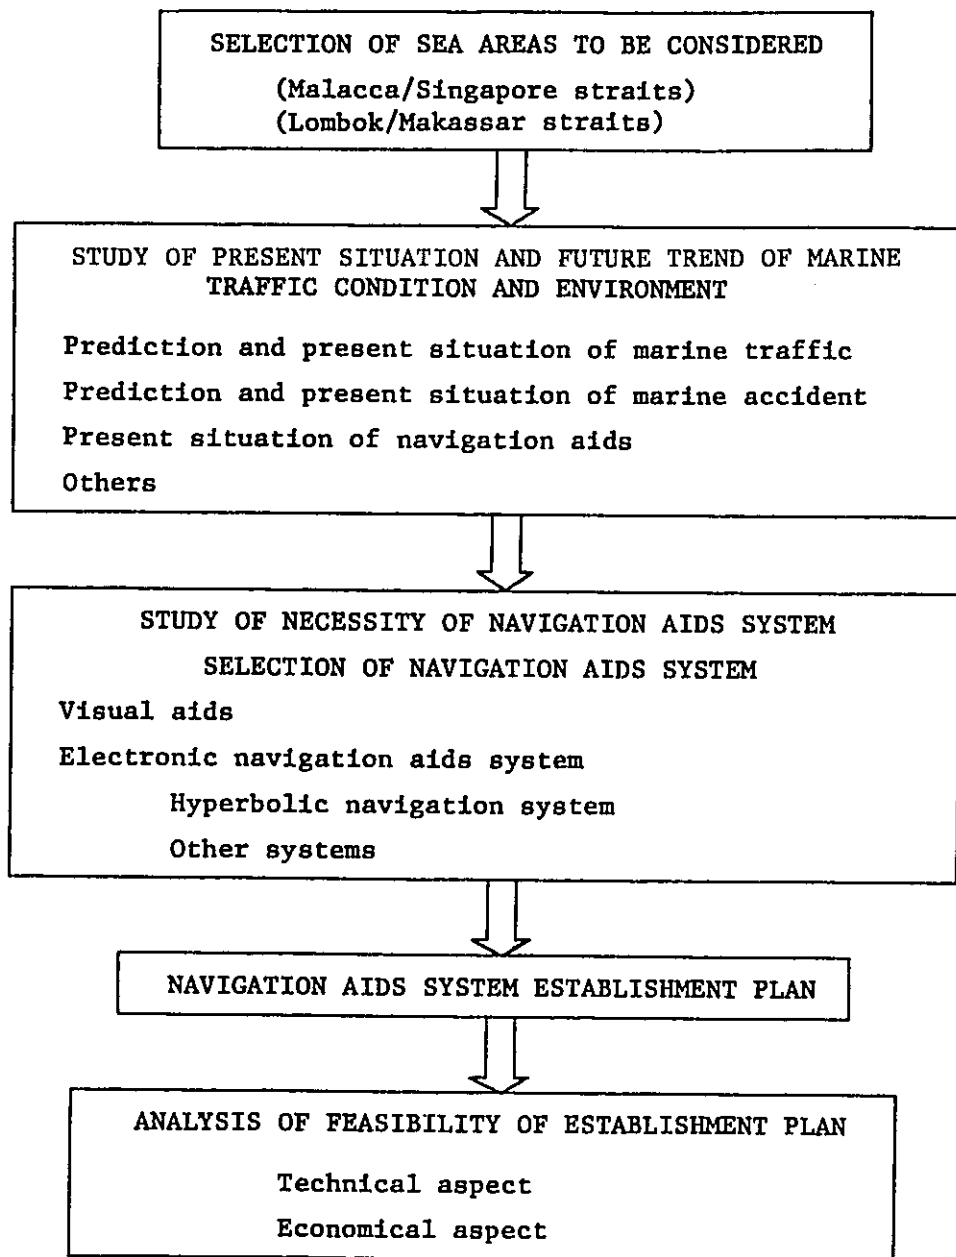 SELECTION OF SEA AREAS TO BE CONSIDERED
(Malacca/Singapore straits)
(Lombok/Makassar straits)
STUDY OF PRESENT SITUATION AND FUTURE TREND OF MARINE
TRAFFIC CONDITION AND ENVIRONMENT
Prediction and present situation of marine traffic
Prediction and present situation of marine accident
Present situation of navigation aids
Others
STUDY OF NECESSITY OF NAVIGATION AIDS SYSTEM
SELECTION OF NAVIGATION AIDS SYSTEM
Visual aids
Electronic navigation aids system
Hyperbolic navigation system
Other systems
NAVIGATION AIDS SYSTEM ESTABLISHMENT PLAN
ANALYSIS OF FEASIBILITY OF ESTABLISHMENT PLAN
Technical aspect
Economical aspect